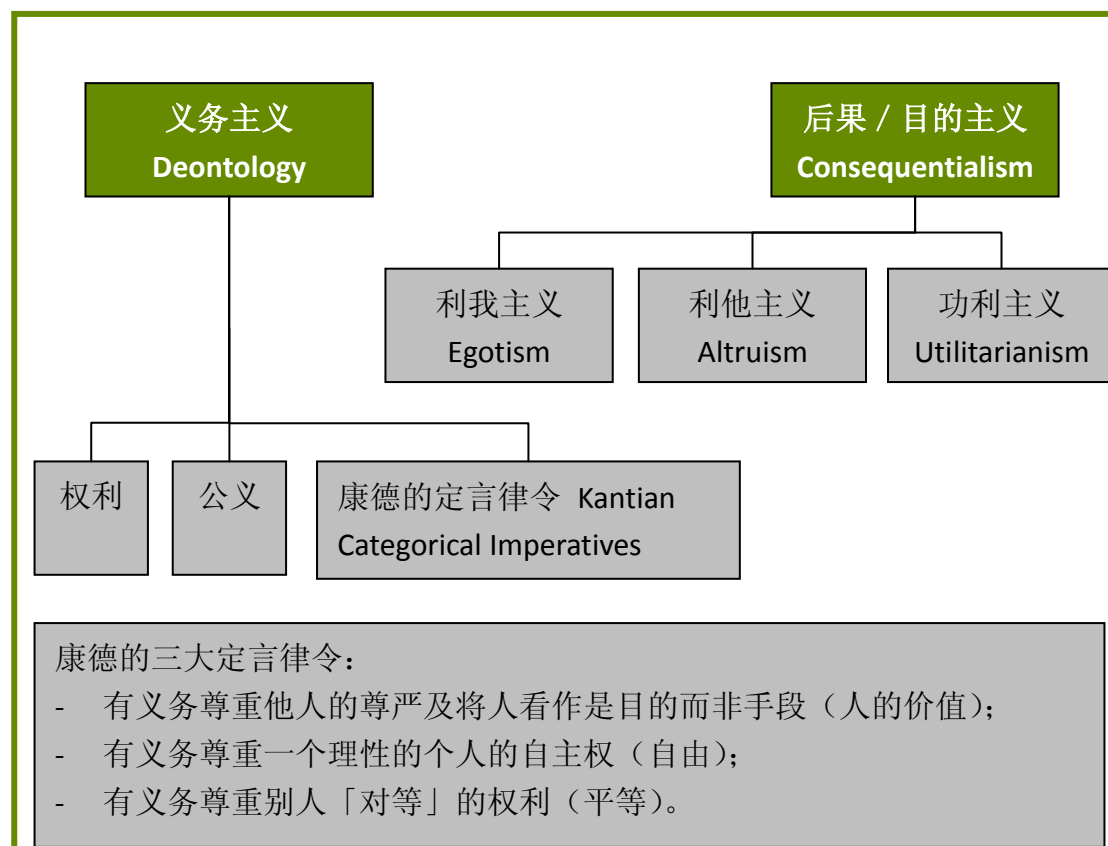 义务主义
Deontology
后果 / 目的主义
Consequentialism
利我主义
Egotism
利他主义
Altruism
功利主义
Utilitarianism
权利
公义
康德的定言律令 Kantian
Categorical Imperatives
康德的三大定言律令：
- 有义务尊重他人的尊严及将人看作是目的而非手段（人的价值）；
- 有义务尊重一个理性的个人的自主权（自由）；
- 有义务尊重别人「对等」的权利（平等）。